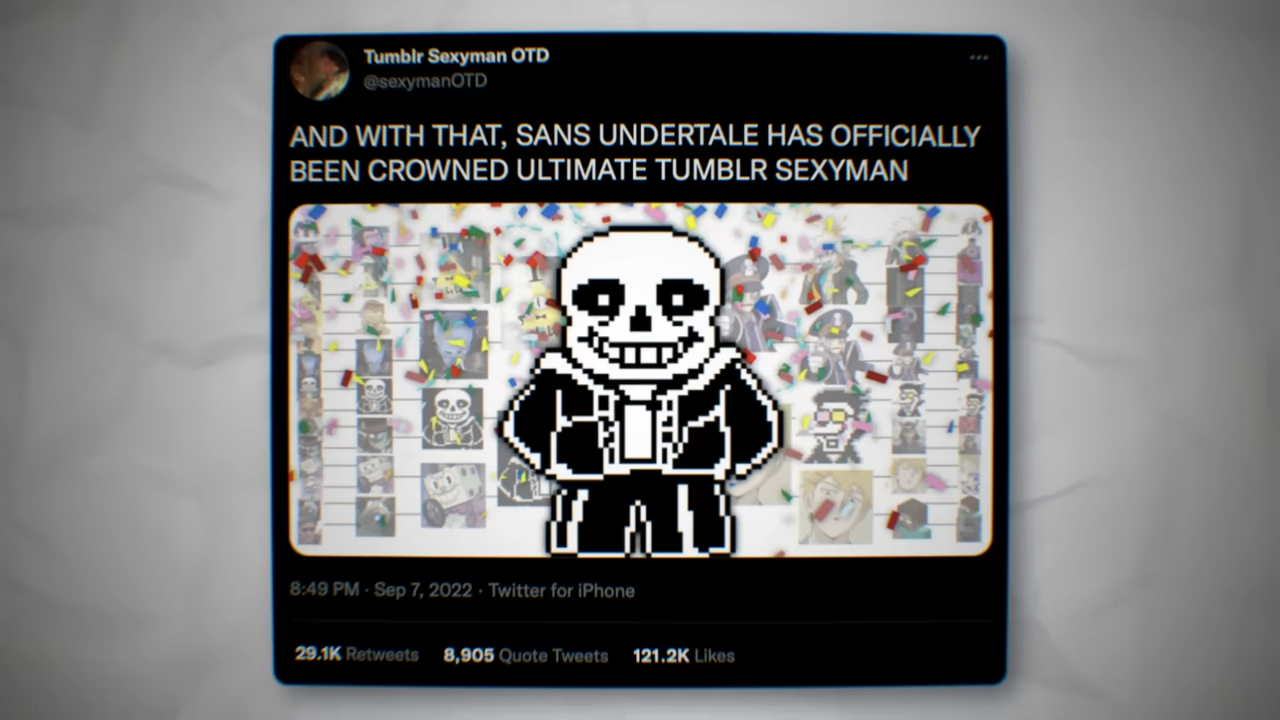 Tumblr Sexyman OTD
@sexymanOTD
AND WITH THAT, SANS UNDERTALE HAS OFFICIALLY
BEEN CROWNED ULTIMATE TUMBLR SEXYMAN
8:49 PM · Sep 7, 2022 · Twitter for iPhone
29.1K Retweets 8,905 Quote Tweets 121.2K Likes